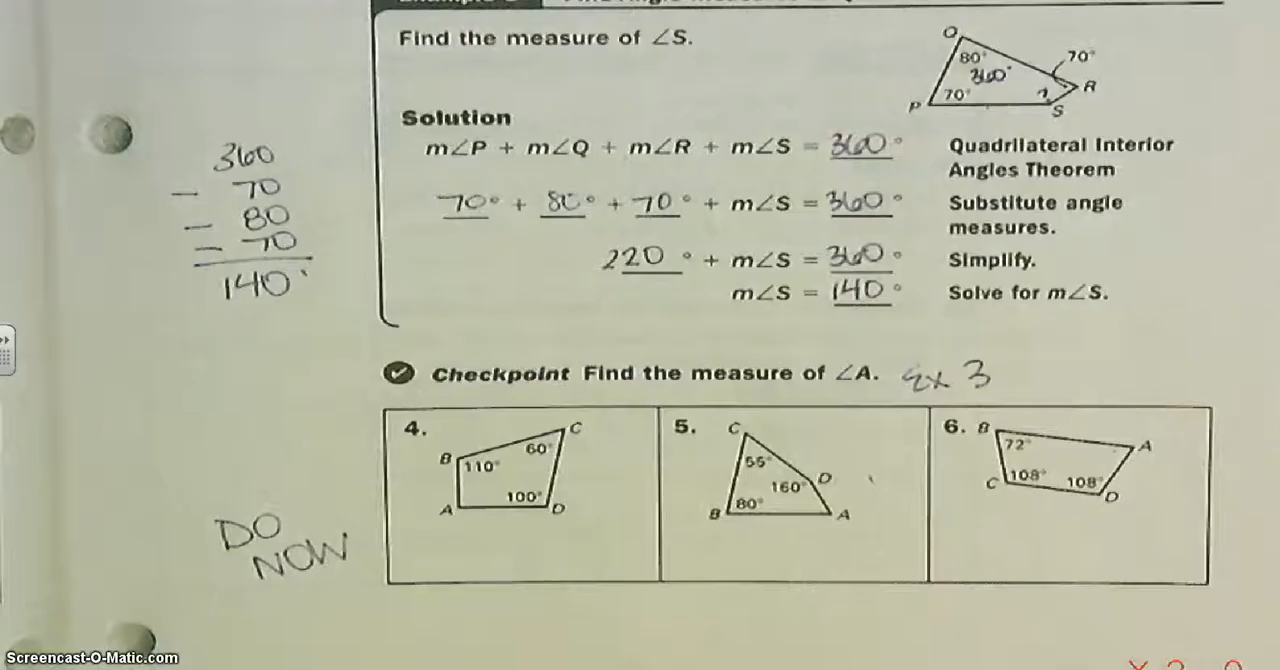 Find the measure of ∠S.
Q
80°
70°
360°
P
70°
?
R
S
Solution
m∠P + m∠Q + m∠R + m∠S = 360°
Quadrilateral Interior
Angles Theorem
70° + 80° + 70° + m∠S = 360°
Substitute angle
measures.
220° + m∠S = 360°
Simplify.
m∠S = 140°
Solve for m∠S.
360
- 70
- 80
- 70
140°
Checkpoint Find the measure of ∠A. Ex 3
4.
B
C
110°
60°
100°
A
D
5.
C
55°
160°
D
80°
B
A
6.
B
72°
A
C
108°
108°
D
DO
NOW
Screencast-O-Matic.com